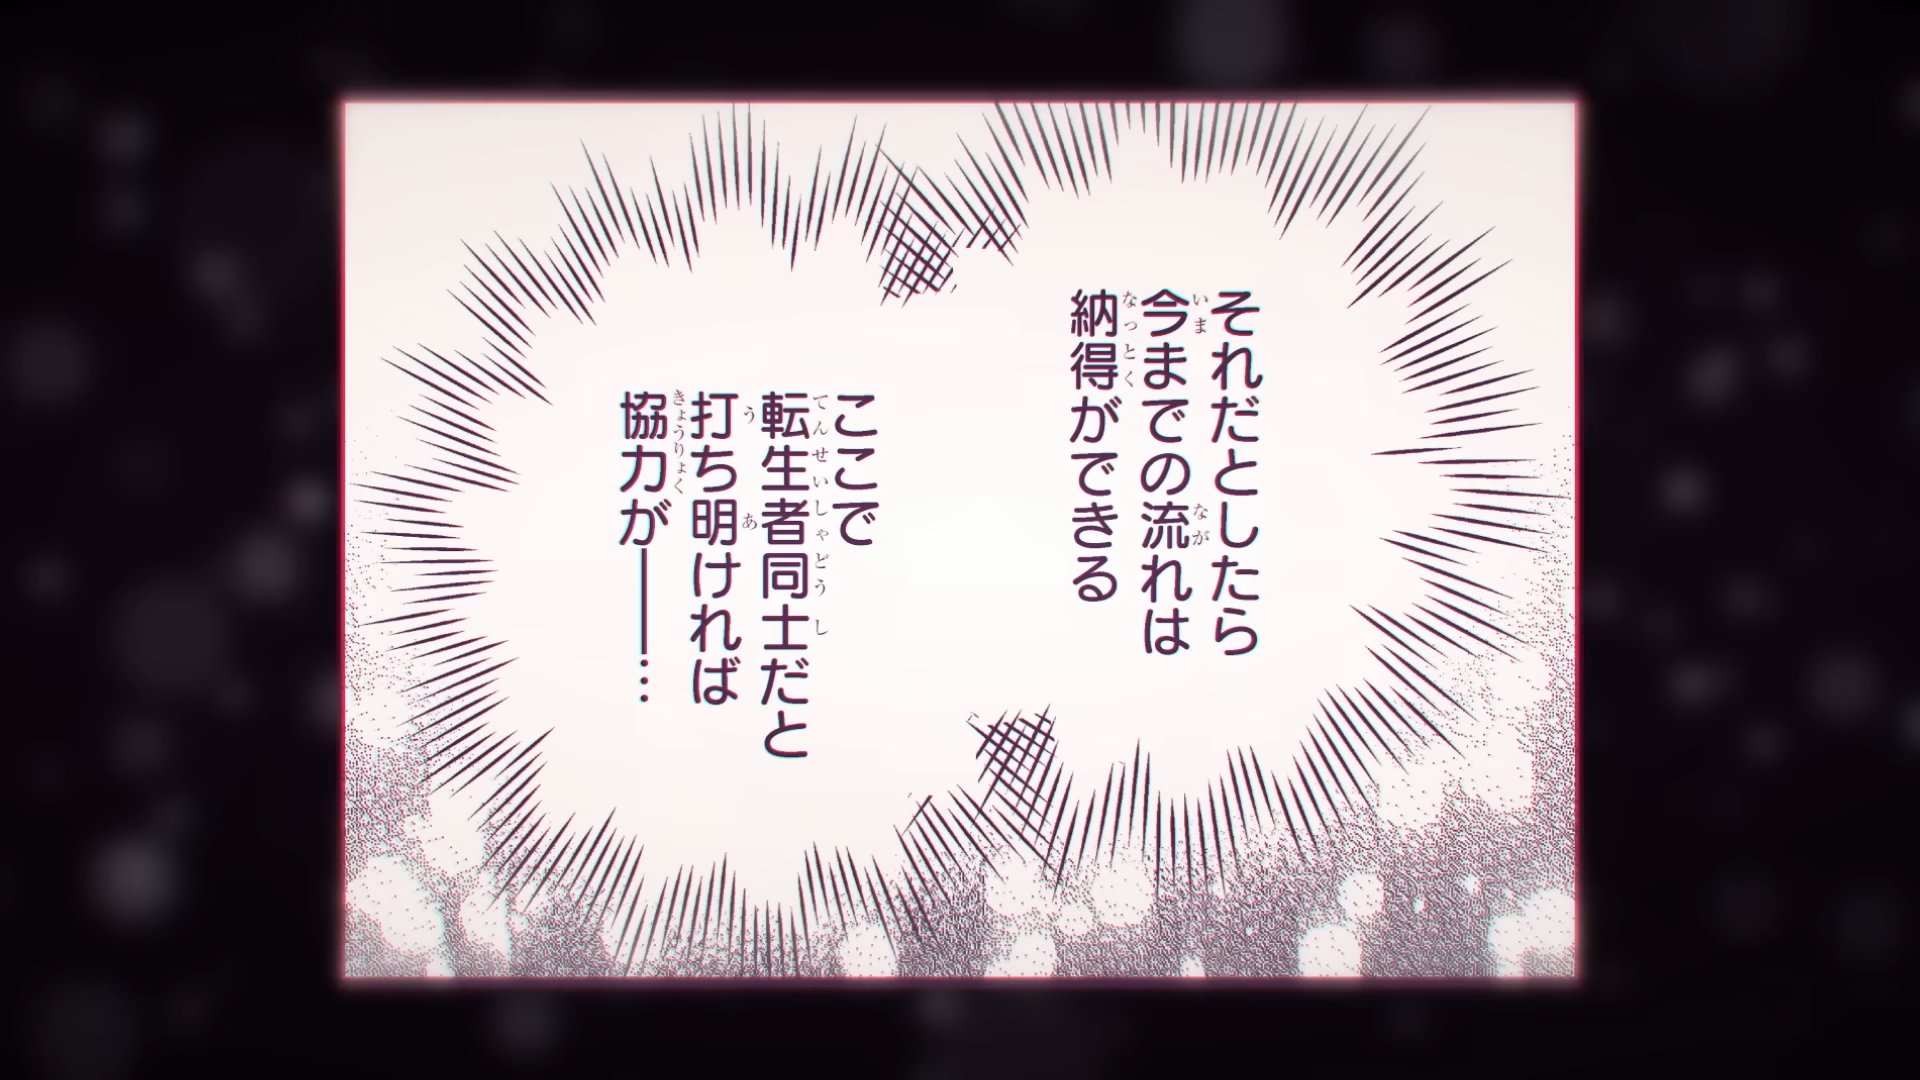 それだとしたら
今までの流れは
納得ができる
ここで
転生者同士だと
打ち明ければ
協力が――…